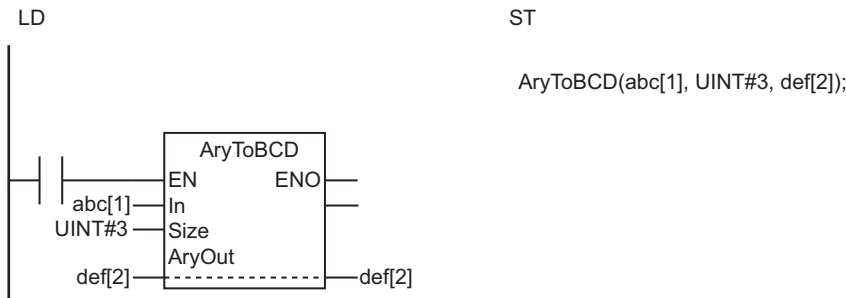 LD
ST
AryToBCD(abc[1], UINT#3, def[2]);
AryToBCD
EN ENO
abc[1] In
UINT#3 Size
AryOut
def[2] def[2]